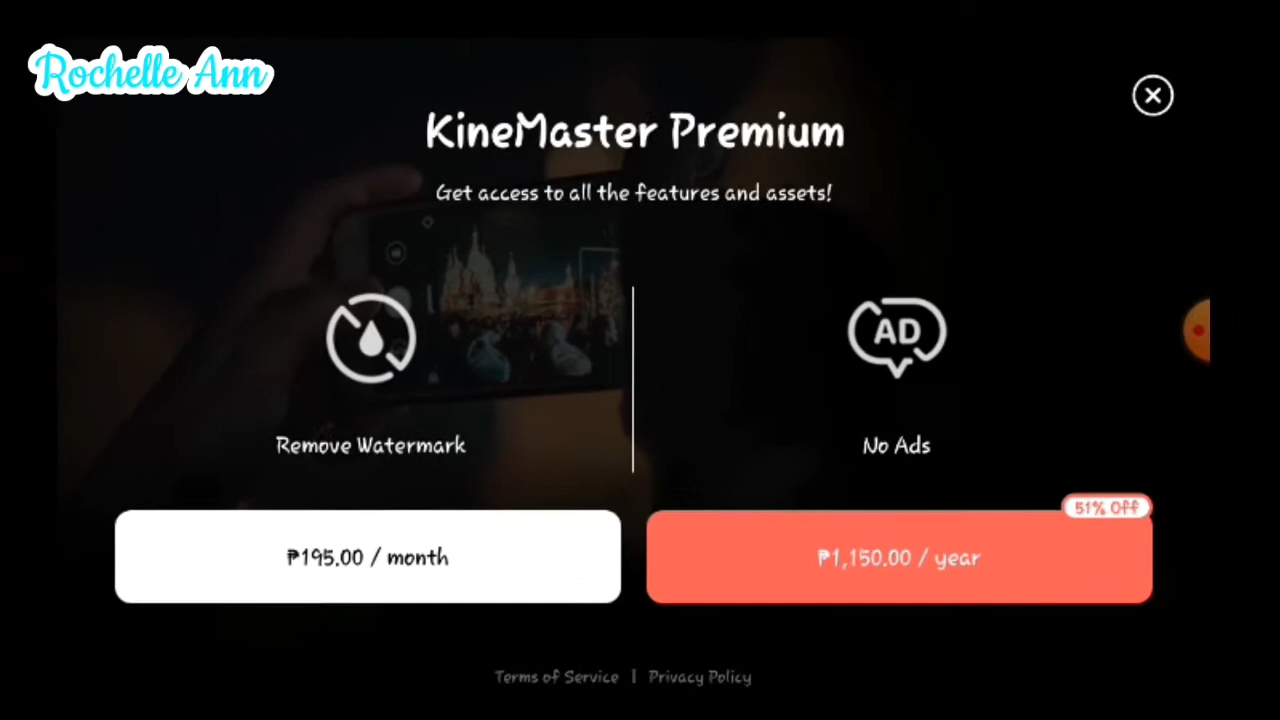 Rochelle Ann
KineMaster Premium
Get access to all the features and assets!
AD
Remove Watermark
No Ads
51% Off
₱195.00 / month
₱1,150.00 / year
Terms of Service | Privacy Policy